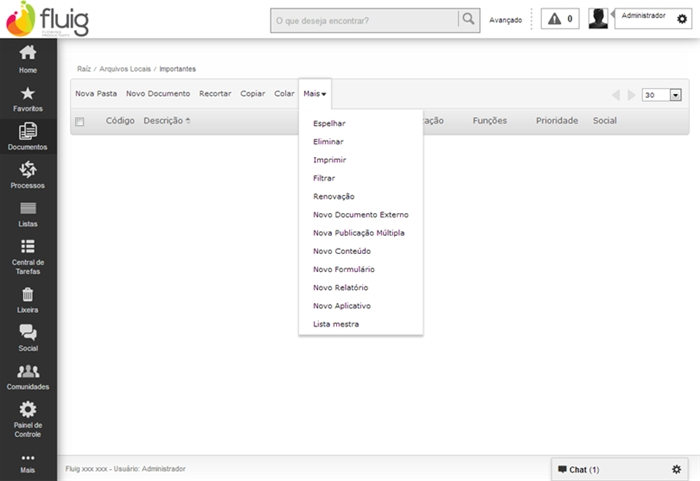 fluig
O que deseja encontrar?
Avançado
0
Administrador
Home
Favoritos
Documentos
Processos
Listas
Central de
Tarefas
Lixeira
Social
Comunidades
Painel de
Controle
Mais
Raíz / Arquivos Locais / Importantes
Nova Pasta Novo Documento Recortar Copiar Colar Mais 30
Código Descrição cação Funções Prioridade Social
Espelhar
Eliminar
Imprimir
Filtrar
Renovação
Novo Documento Externo
Nova Publicação Múltipla
Novo Conteúdo
Novo Formulário
Novo Relatório
Novo Aplicativo
Lista mestra
Fluig xxx.xxx - Usuário: Administrador
Chat (1)